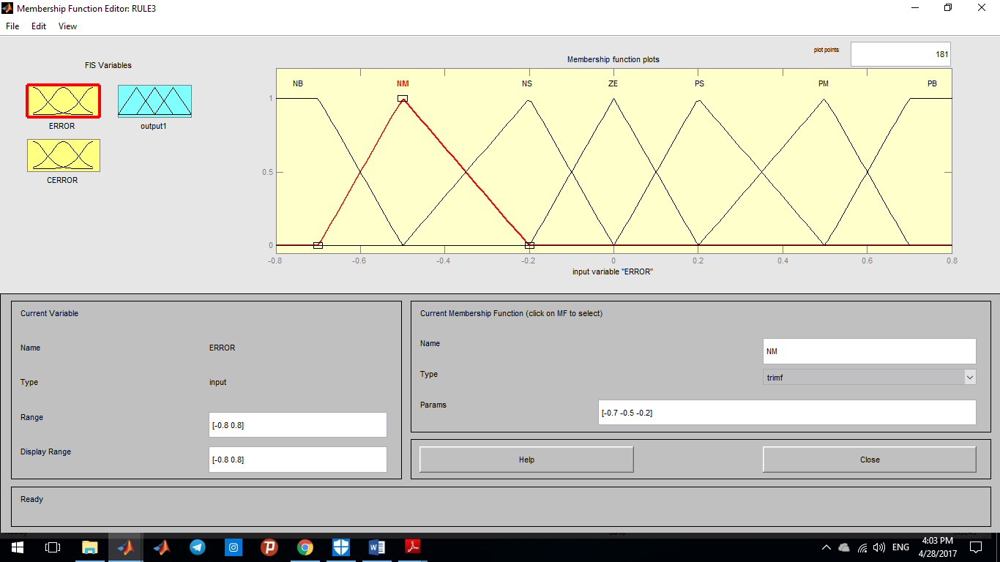 Membership Function Editor: RULE3
File Edit View
FIS Variables
ERROR
output1
CERROR
plot points:
181
Membership function plots
NB NM NS ZE PS PM PB
1
0.5
0
-0.8 -0.6 -0.4 -0.2 0 0.2 0.4 0.6 0.8
input variable "ERROR"
Current Variable
Name ERROR
Type input
Range [-0.8 0.8]
Display Range [-0.8 0.8]
Current Membership Function (click on MF to select)
Name NM
Type trimf
Params [-0.7 -0.5 -0.2]
Help Close
Ready
ENG
4:03 PM
4/28/2017